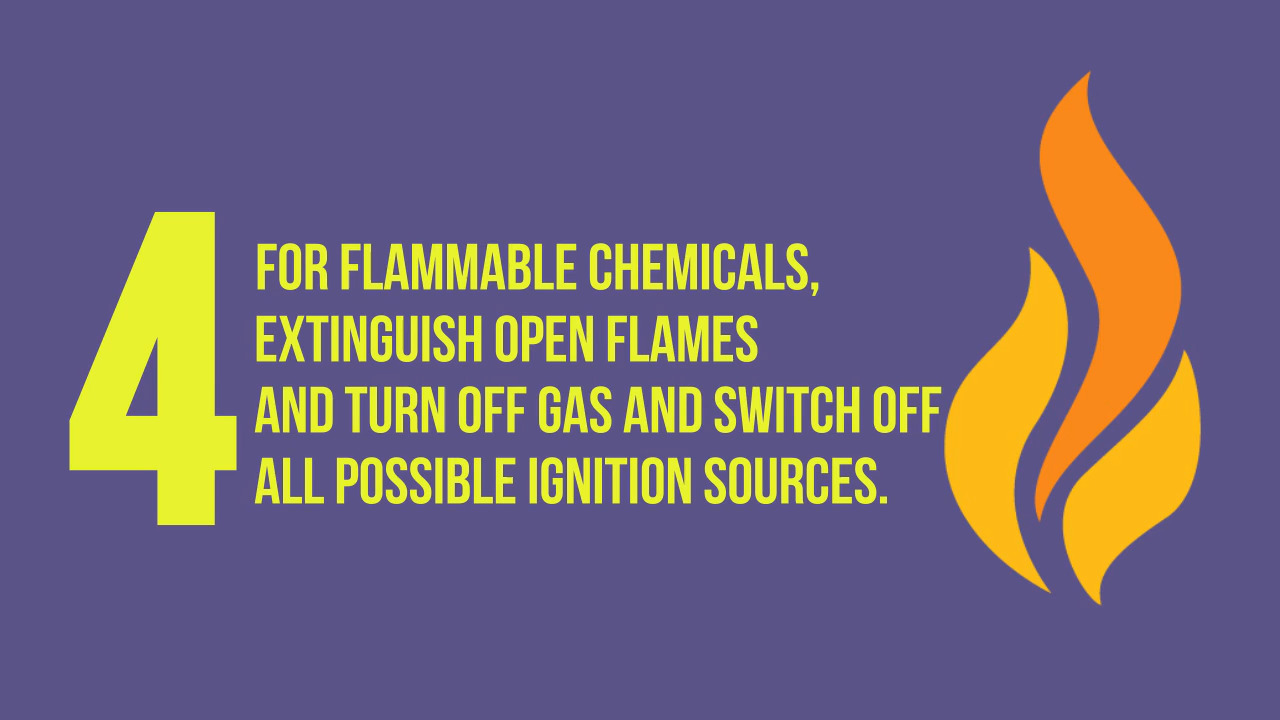 4
FOR FLAMMABLE CHEMICALS,
EXTINGUISH OPEN FLAMES
AND TURN OFF GAS AND SWITCH OFF
ALL POSSIBLE IGNITION SOURCES.